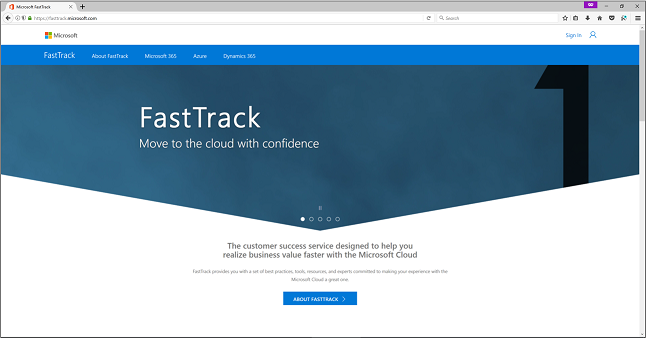 Microsoft FastTrack
https://fastrack.microsoft.com
Search
Microsoft
Sign In
FastTrack
About FastTrack
Microsoft 365
Azure
Dynamics 365
FastTrack
Move to the cloud with confidence
1
The customer success service designed to help you
realize business value faster with the Microsoft Cloud
FastTrack provides you with a set of best practices, tools, resources, and experts committed to making your experience with the
Microsoft Cloud a great one.
ABOUT FASTTRACK